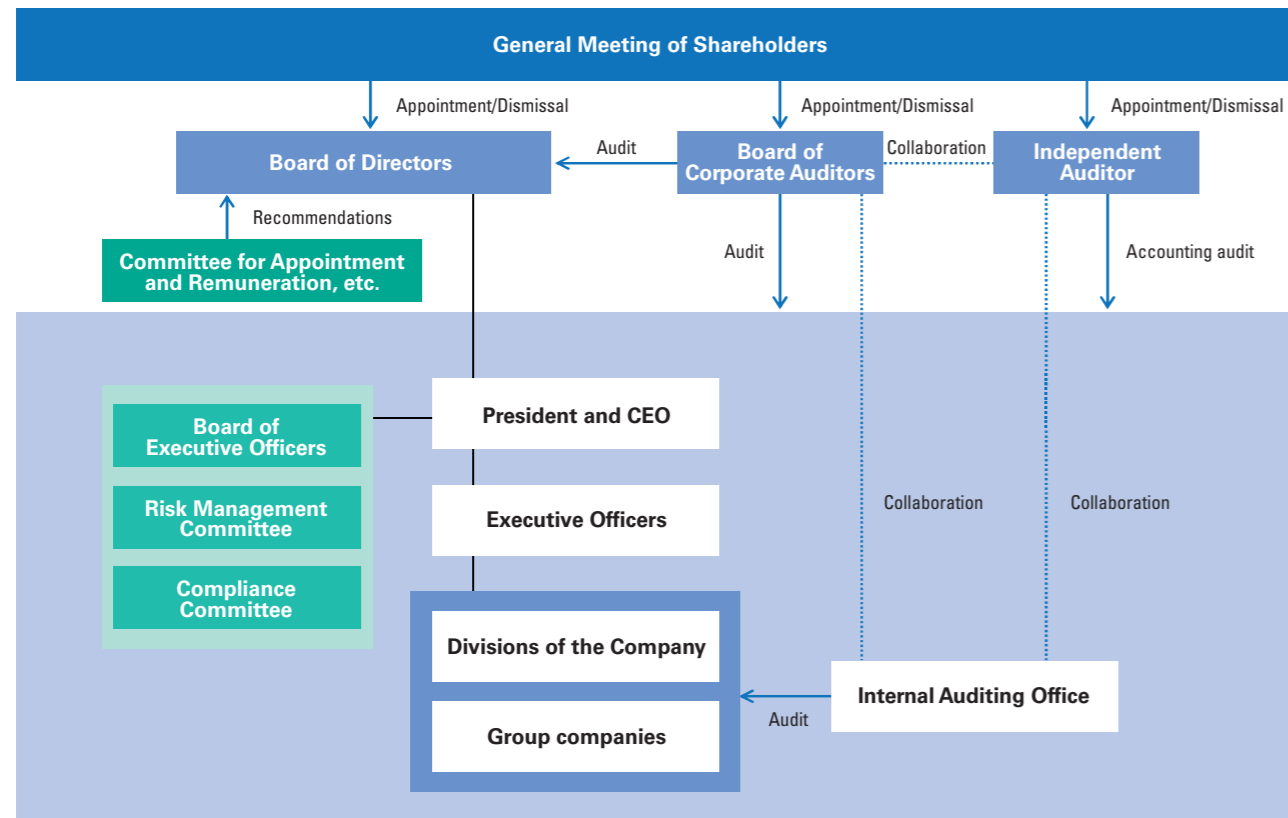 General Meeting of Shareholders
Appointment/Dismissal
Appointment/Dismissal
Appointment/Dismissal
Board of Directors
Audit
Board of
Corporate Auditors
Collaboration
Independent
Auditor
Recommendations
Committee for Appointment
and Remuneration, etc.
Audit
Accounting audit
President and CEO
Board of
Executive Officers
Risk Management
Committee
Executive Officers
Collaboration
Collaboration
Compliance
Committee
Divisions of the Company
Internal Auditing Office
Audit
Group companies